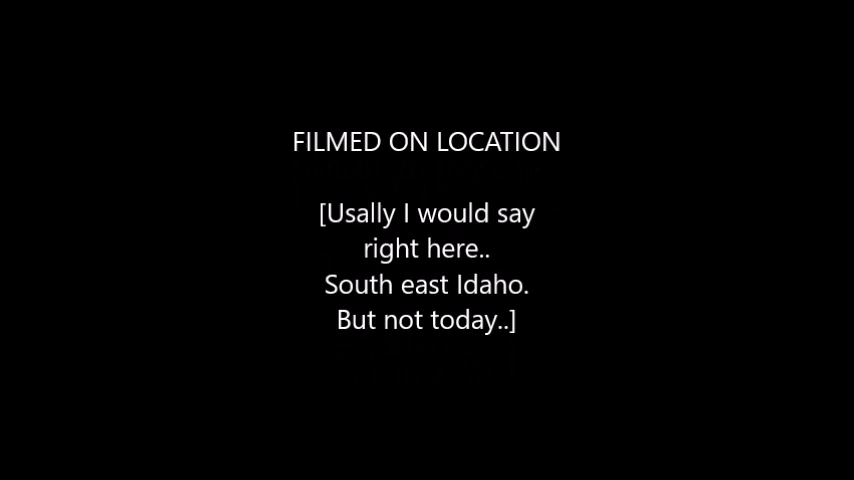 FILMED ON LOCATION
[Usally I would say
right here..
South east Idaho.
But not today..]